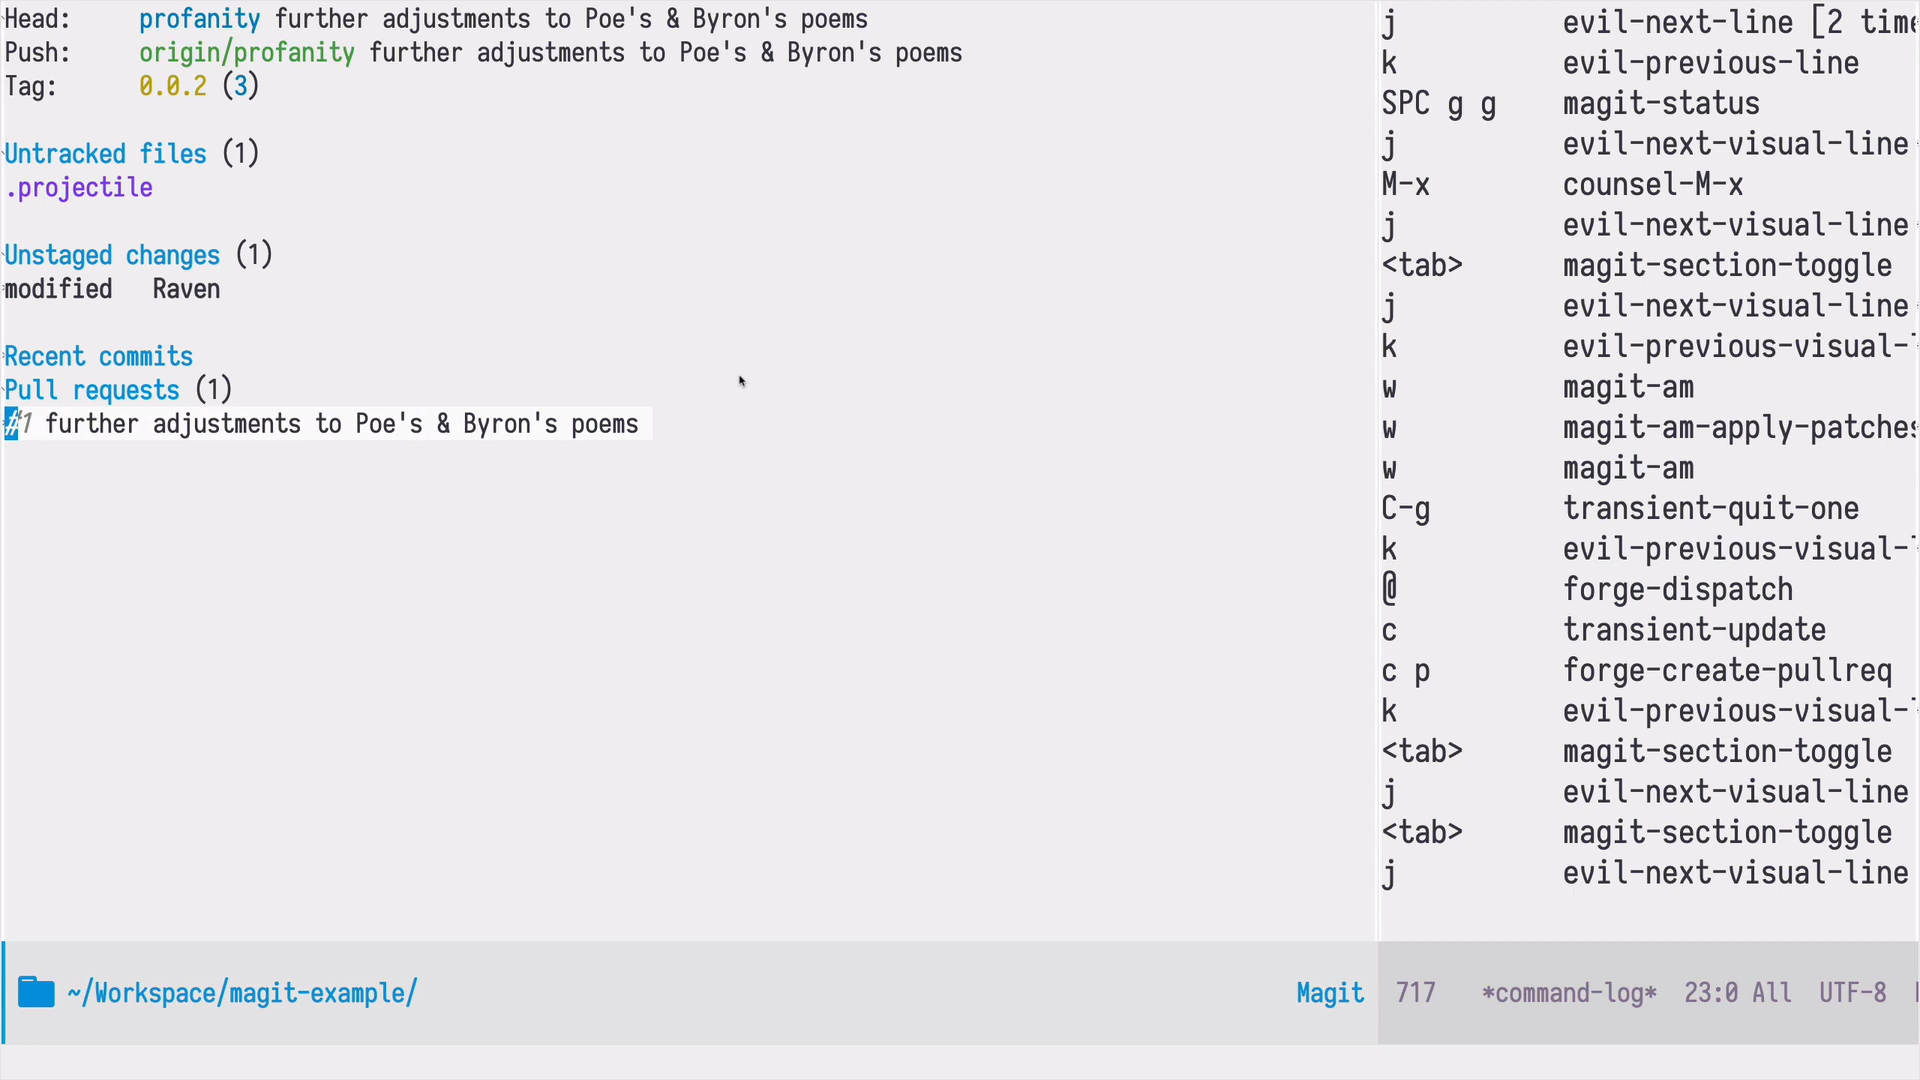 Head: profanity further adjustments to Poe's & Byron's poems
Push: origin/profanity further adjustments to Poe's & Byron's poems
Tag: 0.0.2 (3)
Untracked files (1)
.projectile
Unstaged changes (1)
modified Raven
Recent commits
Pull requests (1)
#1 further adjustments to Poe's & Byron's poems
~/Workspace/magit-example/ Magit
j evil-next-line [2 time
k evil-previous-line
SPC g g magit-status
j evil-next-visual-line
M-x counsel-M-x
j evil-next-visual-line
<tab> magit-section-toggle
j evil-next-visual-line
k evil-previous-visual-
w magit-am
w magit-am-apply-patches
w magit-am
C-g transient-quit-one
k evil-previous-visual-
@ forge-dispatch
c transient-update
c p forge-create-pullreq
k evil-previous-visual-
<tab> magit-section-toggle
j evil-next-visual-line
<tab> magit-section-toggle
j evil-next-visual-line
717 *command-log* 23:0 All UTF-8